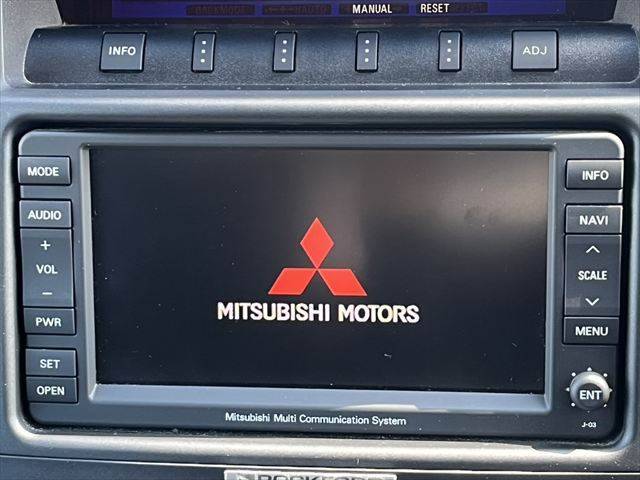 MANUAL RESET
INFO ADJ
MODE
AUDIO
+
VOL
−
PWR
SET
OPEN
MITSUBISHI MOTORS
INFO
NAVI
SCALE
MENU
ENT
J-03
Mitsubishi Multi Communication System